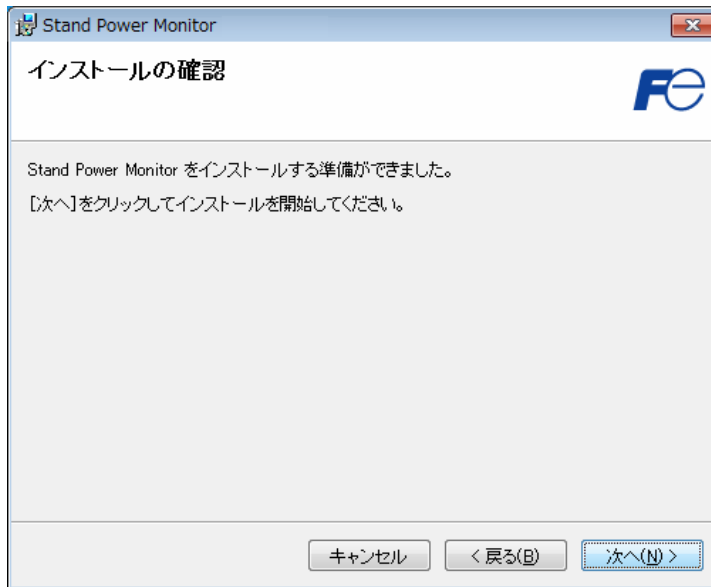 Stand Power Monitor
インストールの確認
Fe
Stand Power Monitor をインストールする準備ができました。
[次へ]をクリックしてインストールを開始してください。
キャンセル
< 戻る(B)
次へ(N) >